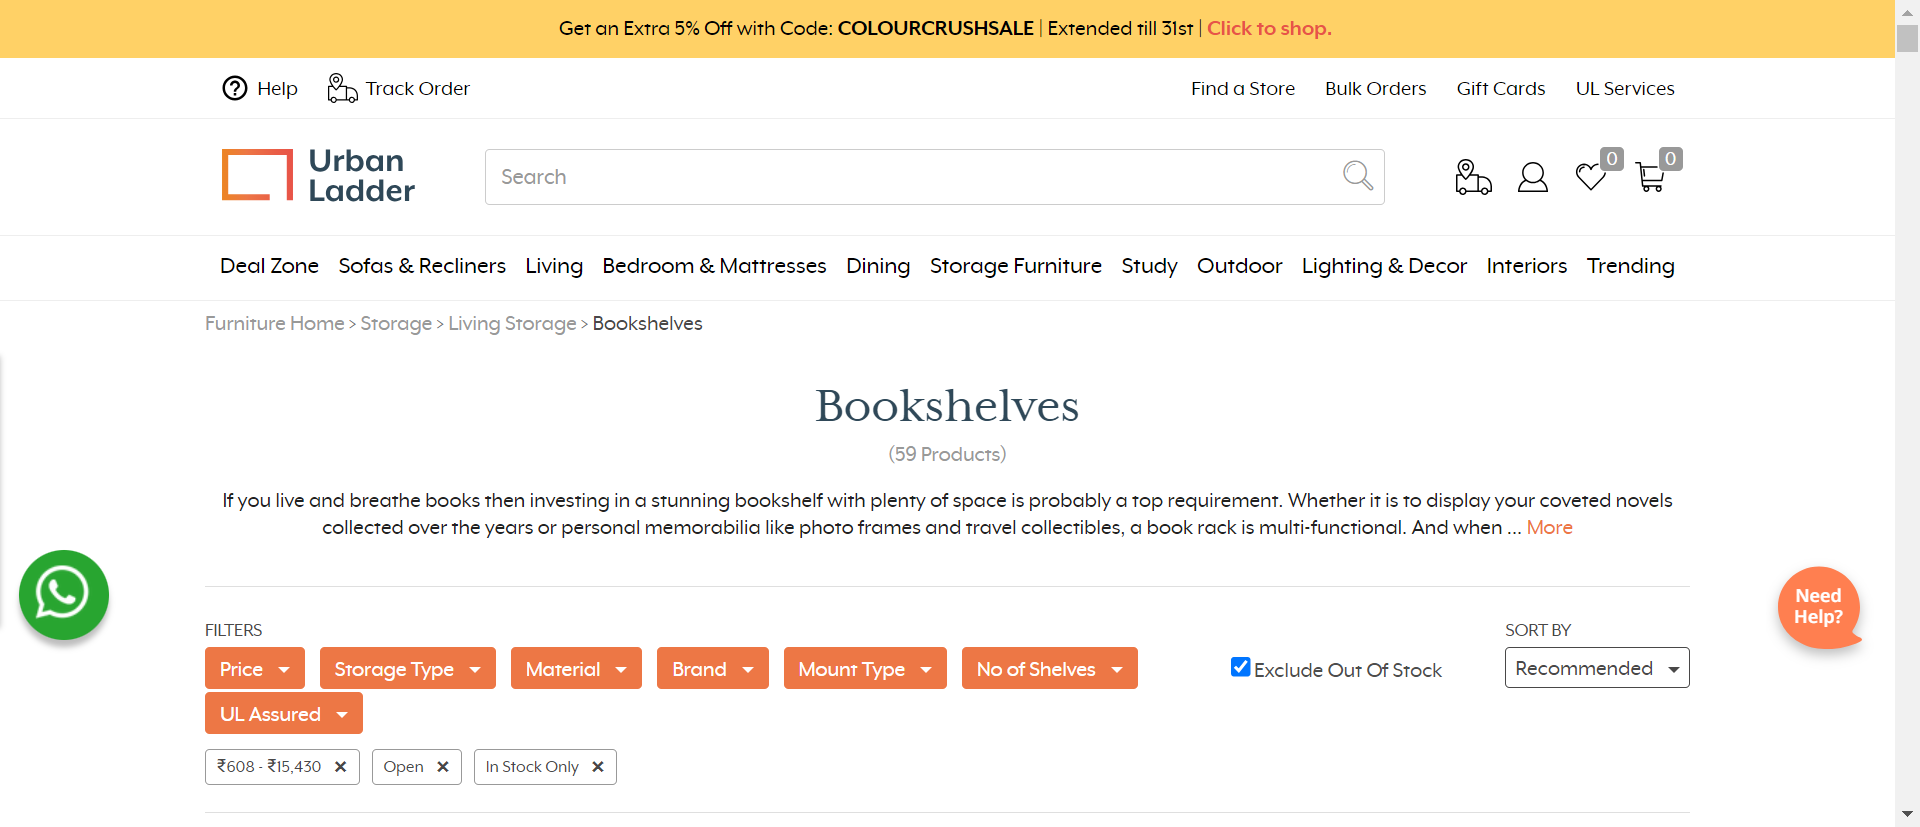 Get an Extra 5% Off with Code: COLOURCRUSHSALE | Extended till 31st | Click to shop.
Help Track Order Find a Store Bulk Orders Gift Cards UL Services
Urban
Ladder
Search
0
0
Deal Zone Sofas & Recliners Living Bedroom & Mattresses Dining Storage Furniture Study Outdoor Lighting & Decor Interiors Trending
Furniture Home > Storage > Living Storage > Bookshelves
Bookshelves
(59 Products)
If you live and breathe books then investing in a stunning bookshelf with plenty of space is probably a top requirement. Whether it is to display your coveted novels
collected over the years or personal memorabilia like photo frames and travel collectibles, a book rack is multi-functional. And when ... More
Need
Help?
FILTERS
SORT BY
Price Storage Type Material Brand Mount Type No of Shelves Exclude Out Of Stock Recommended
UL Assured
₹608 - ₹15,430 ✕ Open ✕ In Stock Only ✕